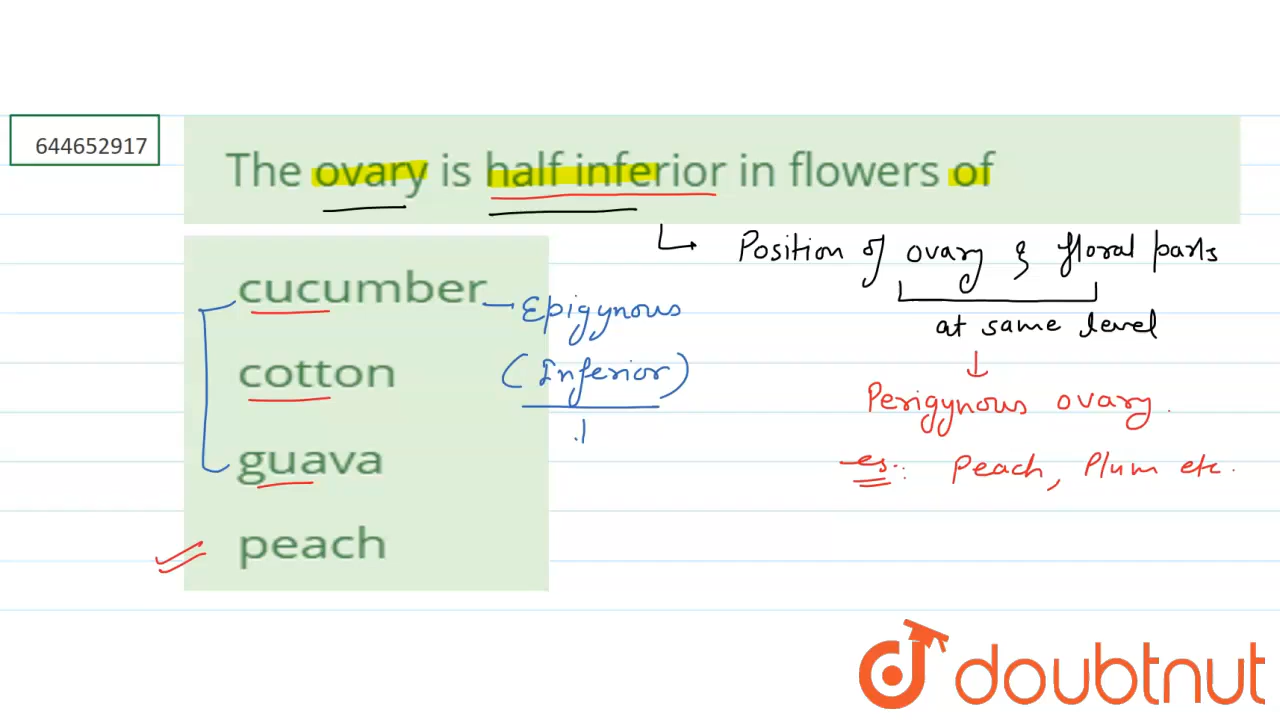 644652917
The ovary is half inferior in flowers of
Position of ovary & floral parts
at same level
Perigynous ovary.
eg.: Peach, Plum etc.
cucumber
Epigynous
(Inferior)
cotton
guava
peach
doubtnut